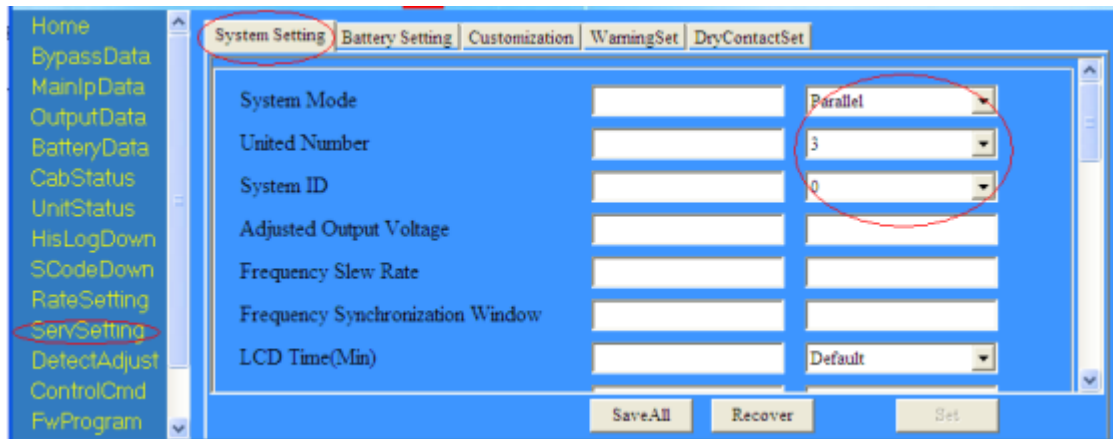 Home
BypassData
MainIpData
OutputData
BatteryData
CabStatus
UnitStatus
HisLogDown
SCodeDown
RateSetting
ServSetting
DetectAdjust
ControlCmd
FwProgram
System Setting Battery Setting Customization WarningSet DryContactSet
System Mode Parallel
United Number 3
System ID 0
Adjusted Output Voltage
Frequency Slew Rate
Frequency Synchronization Window
LCD Time(Min) Default
SaveAll Recover Set